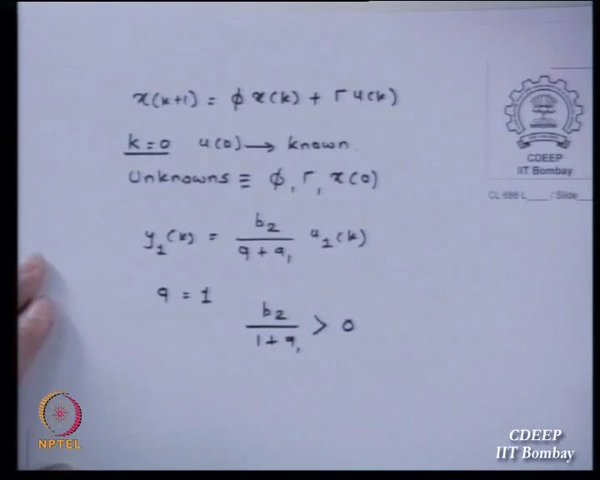 x(k+1) = φ x(k) + Γ u(k)
k=0 u(0) → known
Unknowns ≡ φ, Γ, x(0)
y₁(k) = b₂ / (q + a₁) u₁(k)
q = 1
b₂ / (1 + a₁) > 0
CDEEP
IIT Bombay
CL 686 L____ / Slide___
NPTEL
CDEEP
IIT Bombay